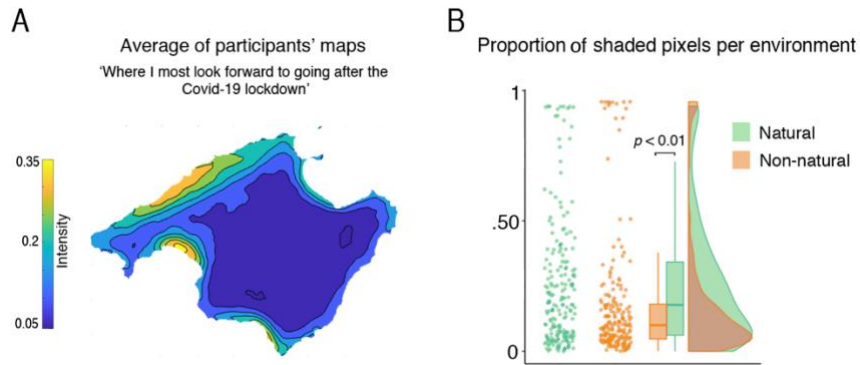 A
Average of participants' maps
'Where I most look forward to going after the
Covid-19 lockdown'
0.35
0.2
0.05
Intensity
B
Proportion of shaded pixels per environment
1
.50
0
p < 0.01
Natural
Non-natural